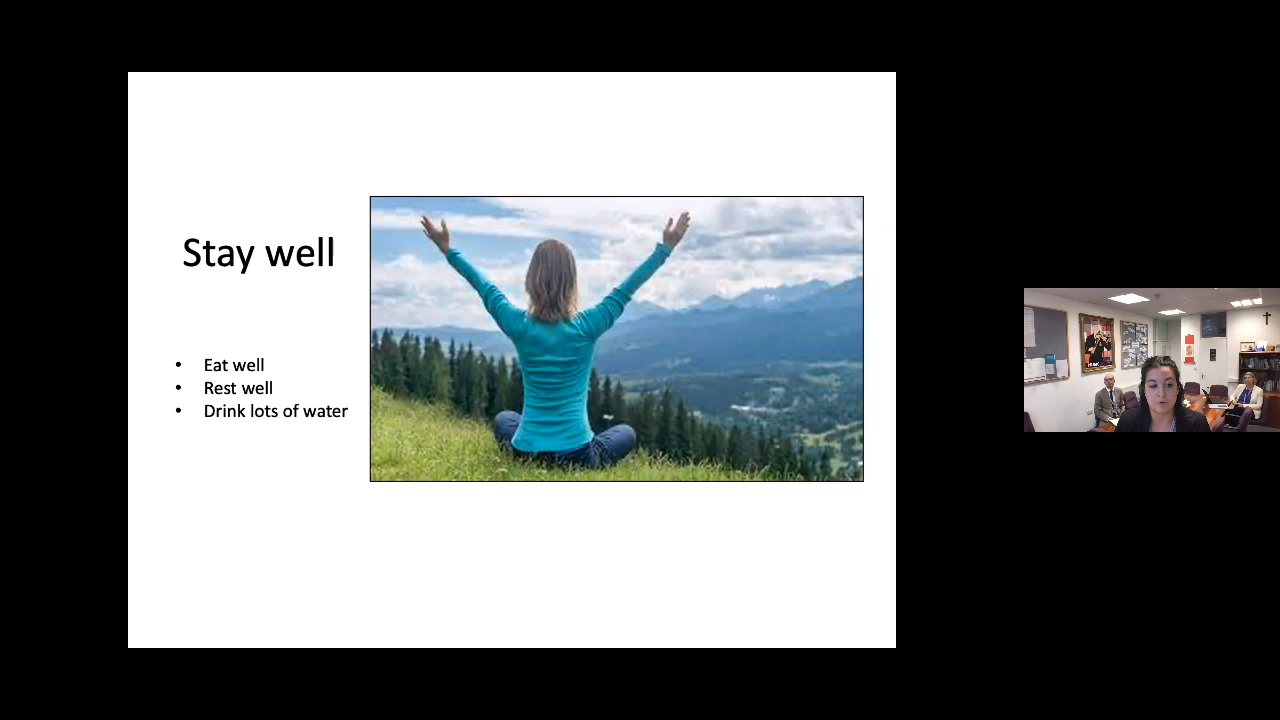 Stay well
• Eat well
• Rest well
• Drink lots of water